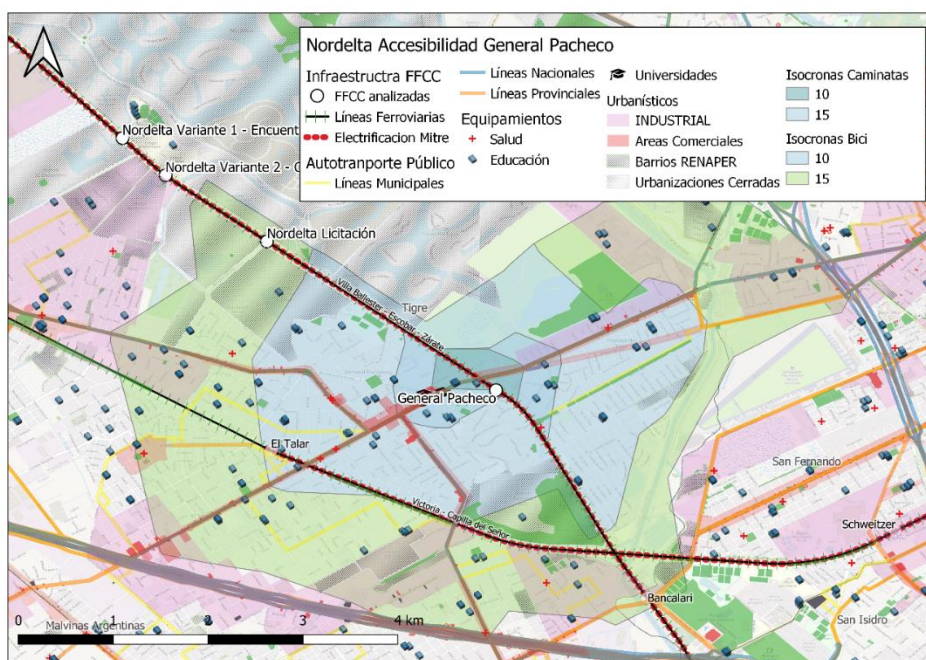 Nordelta Accesibilidad General Pacheco
Infraestructra FFCC
FFCC analizadas
Líneas Ferroviarias
Electrificacion Mitre
Autotranporte Público
Líneas Municipales
Líneas Nacionales
Líneas Provinciales
Equipamientos
Salud
Educación
Universidades
Urbanísticos
INDUSTRIAL
Areas Comerciales
Barrios RENAPER
Urbanizaciones Cerradas
Isocronas Caminatas
10
15
Isocronas Bici
10
15
Nordelta Variante 1 - Encuent
Nordelta Variante 2 - C
Nordelta Licitación
Villa Ballester - Escobar - Zárate
Tigre
General Pacheco
El Talar
Victoria - Capilla del Señor
San Fernando
Schweitzer
Bancalari
San Isidro
Malvinas Argentinas
0 1 2 3 4 km